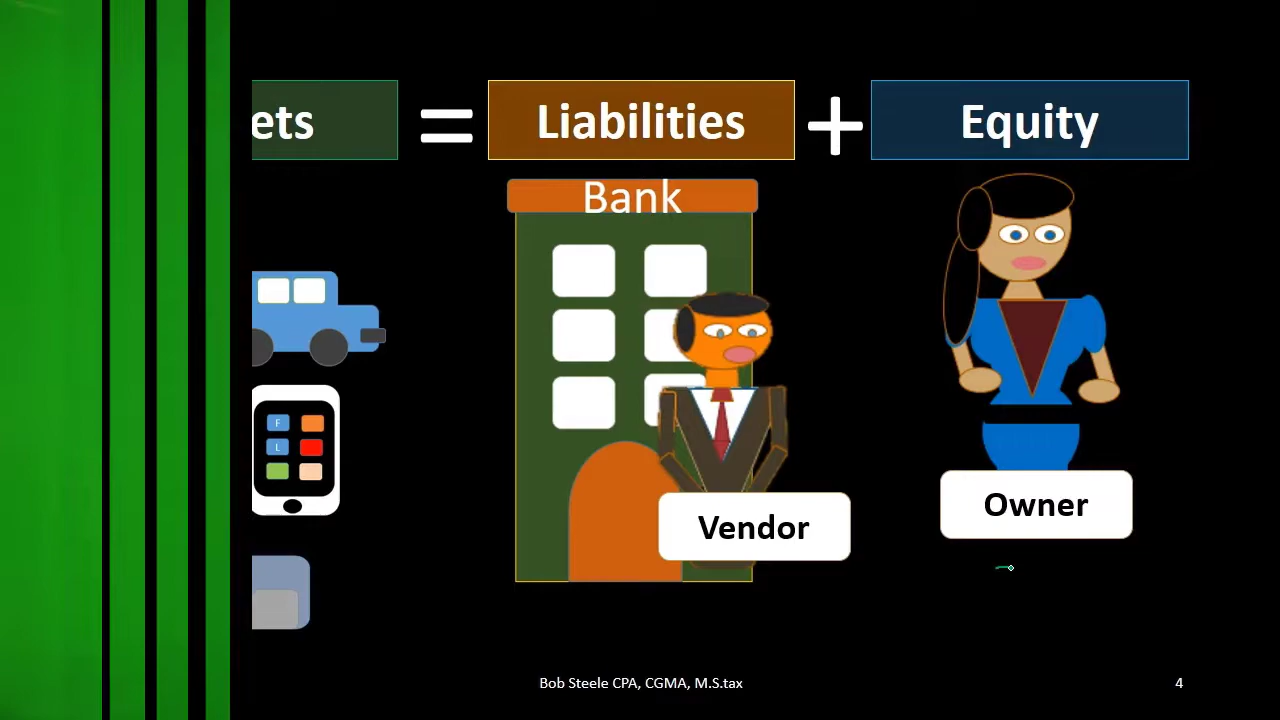 ets = Liabilities + Equity
Bank
F
L
Vendor
Owner
Bob Steele CPA, CGMA, M.S.tax
4